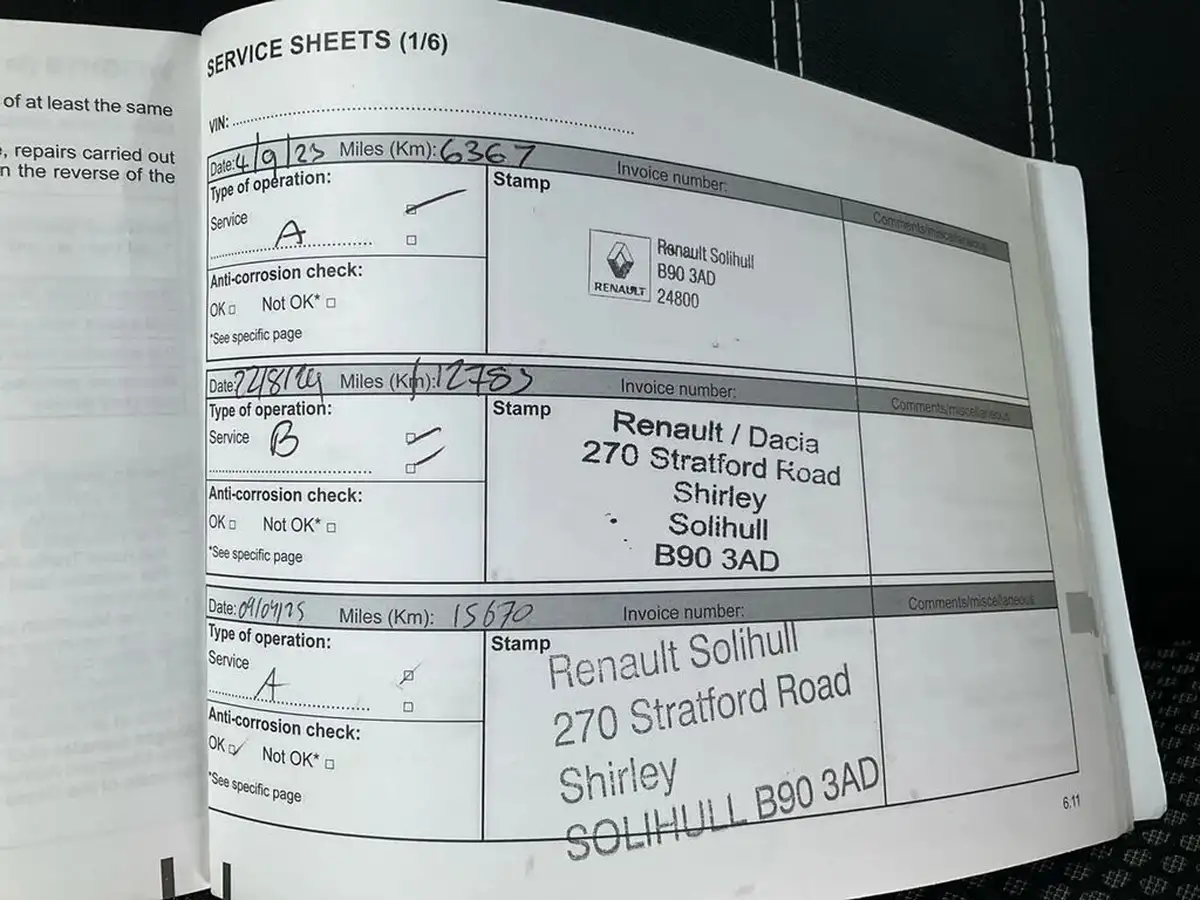 of at least the same
, repairs carried out
n the reverse of the
SERVICE SHEETS (1/6)
VIN:
Date: 4/9/23 Miles (Km): 6367 Invoice number: Comments/miscellaneous
Type of operation:
Service
A
Anti-corrosion check:
OK Not OK*
*See specific page
Stamp
RENAULT
Renault Solihull
B90 3AD
24800
Date: 22/8/24 Miles (Km): 12783 Invoice number: Comments/miscellaneous
Type of operation:
Service B
Anti-corrosion check:
OK Not OK*
*See specific page
Stamp
Renault / Dacia
270 Stratford Road
Shirley
Solihull
B90 3AD
Date: 09/04/25 Miles (Km): 15670 Invoice number: Comments/miscellaneous
Type of operation:
Service
A
Anti-corrosion check:
OK Not OK*
*See specific page
Stamp
Renault Solihull
270 Stratford Road
Shirley
SOLIHULL B90 3AD
6.11